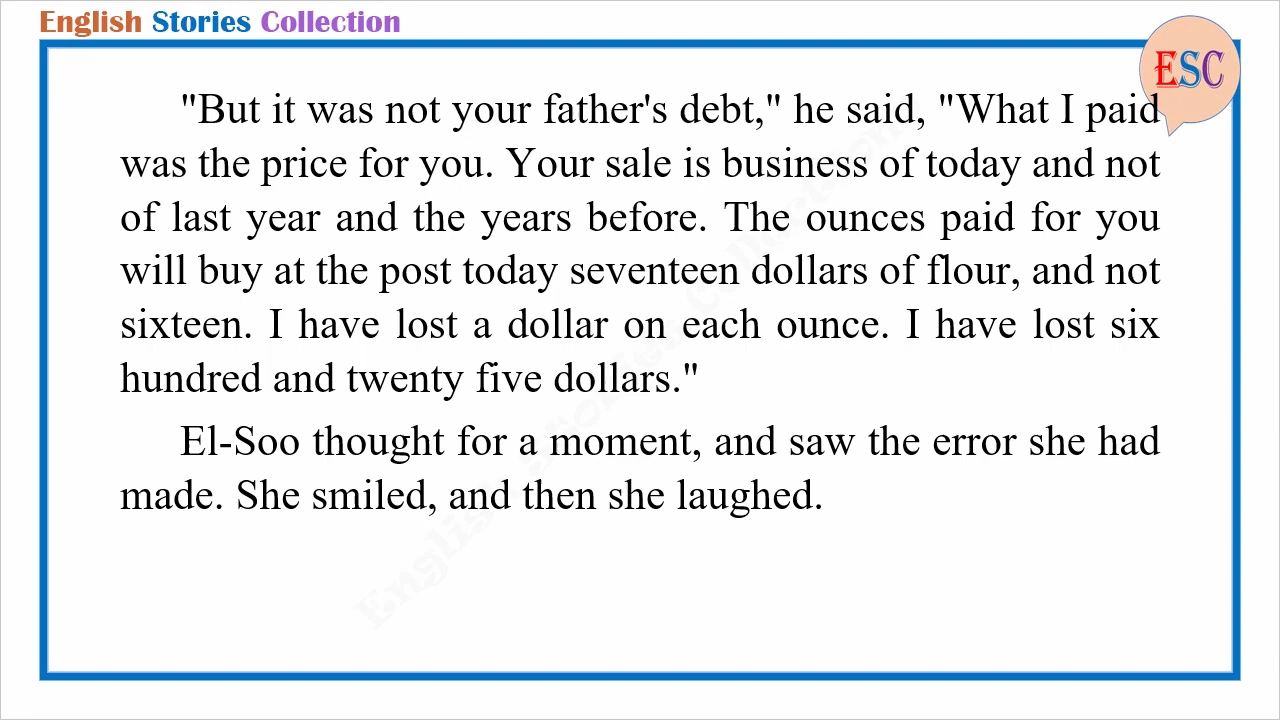 English Stories Collection
ESC
"But it was not your father's debt," he said, "What I paid
was the price for you. Your sale is business of today and not
of last year and the years before. The ounces paid for you
will buy at the post today seventeen dollars of flour, and not
sixteen. I have lost a dollar on each ounce. I have lost six
hundred and twenty five dollars."
El-Soo thought for a moment, and saw the error she had
made. She smiled, and then she laughed.
English Stories Collection